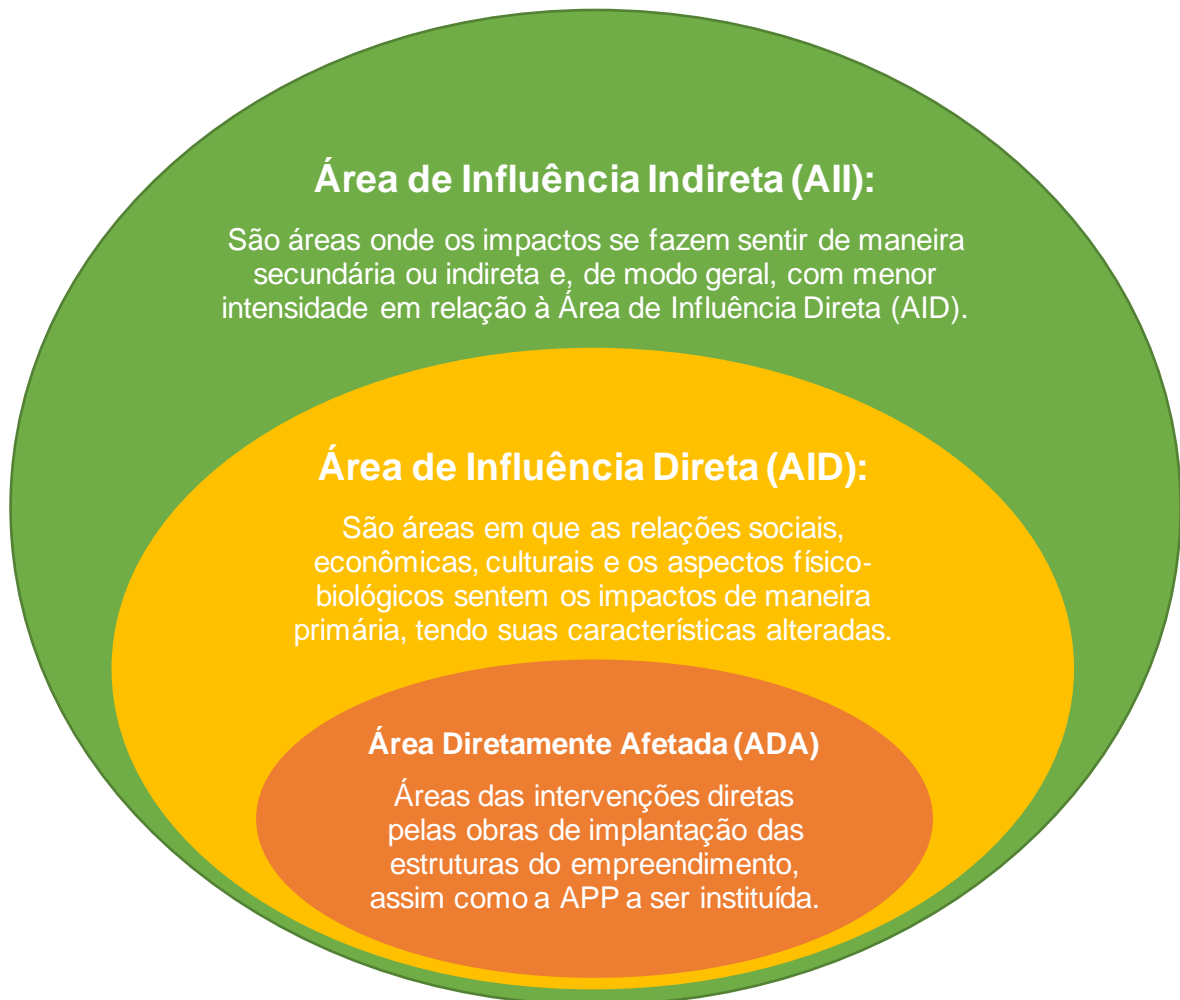 Área de Influência Indireta (AII):
São áreas onde os impactos se fazem sentir de maneira
secundária ou indireta e, de modo geral, com menor
intensidade em relação à Área de Influência Direta (AID).
Área de Influência Direta (AID):
São áreas em que as relações sociais,
econômicas, culturais e os aspectos físico-
biológicos sentem os impactos de maneira
primária, tendo suas características alteradas.
Área Diretamente Afetada (ADA)
Áreas das intervenções diretas
pelas obras de implantação das
estruturas do empreendimento,
assim como a APP a ser instituída.